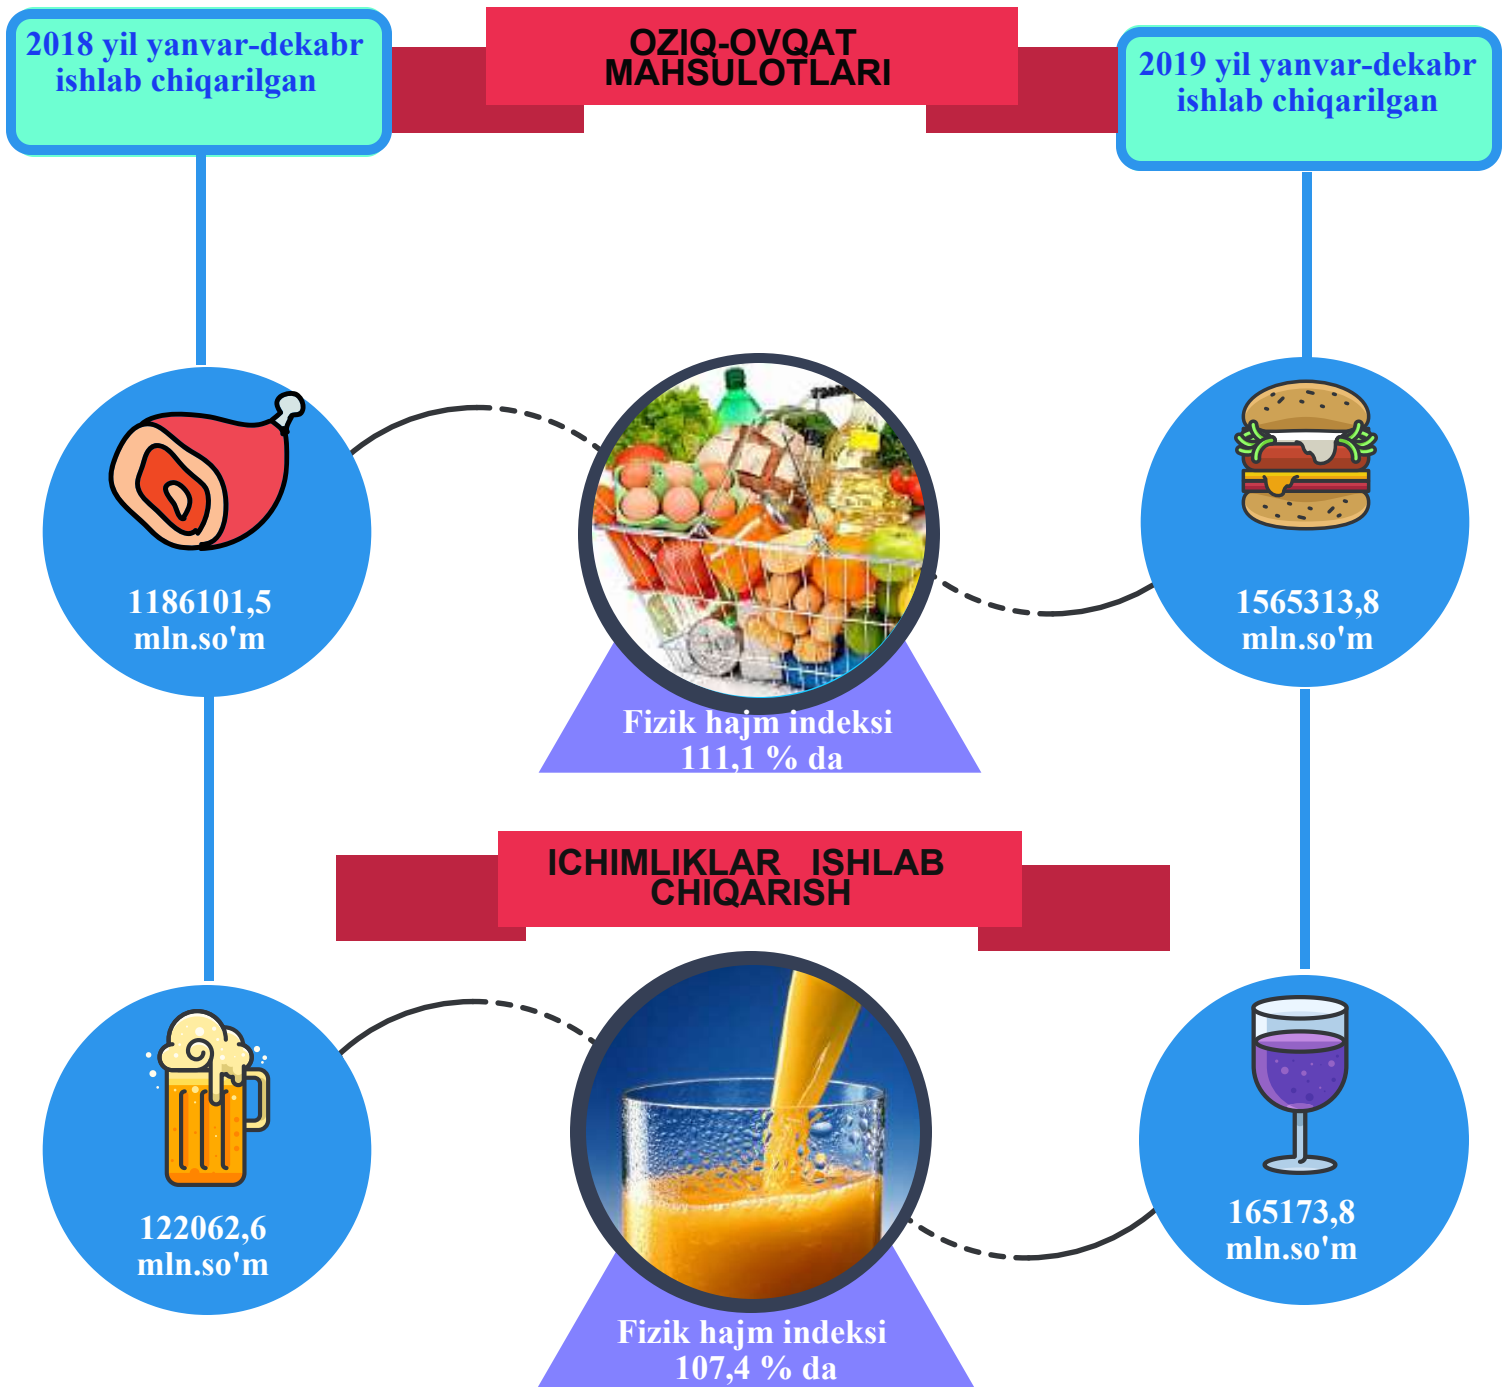 2018 yil yanvar-dekabr
ishlab chiqarilgan
OZIQ-OVQAT
MAHSULOTLARI
2019 yil yanvar-dekabr
ishlab chiqarilgan
1186101,5
mln.so'm
1565313,8
mln.so'm
Fizik hajm indeksi
111,1 % da
ICHIMLIKLAR ISHLAB
CHIQARISH
122062,6
mln.so'm
165173,8
mln.so'm
Fizik hajm indeksi
107,4 % da